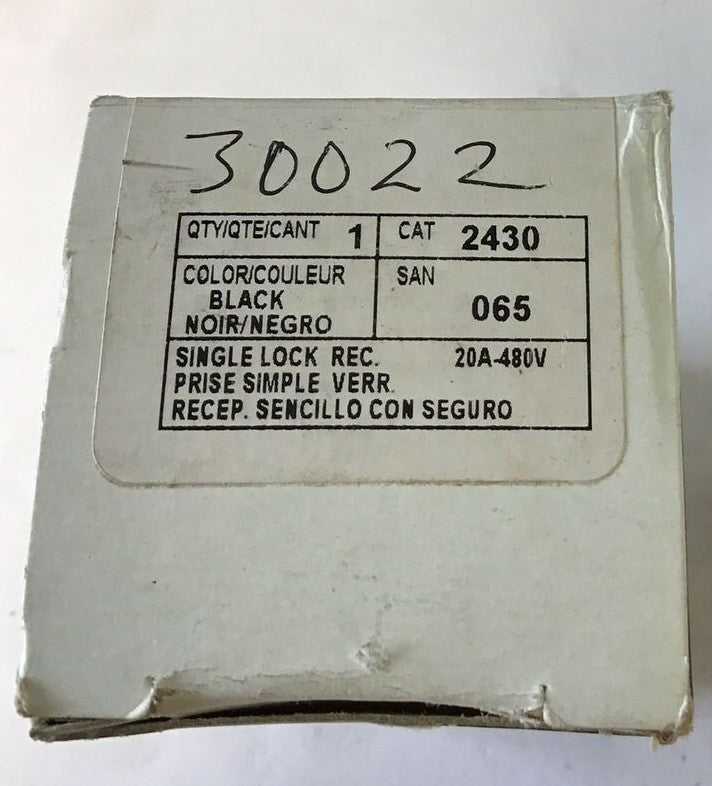 30022
QTY/QTE/CANT 1 CAT 2430
COLOR/COULEUR SAN
BLACK 065
NOIR/NEGRO
SINGLE LOCK REC. 20A-480V
PRISE SIMPLE VERR.
RECEP. SENCILLO CON SEGURO